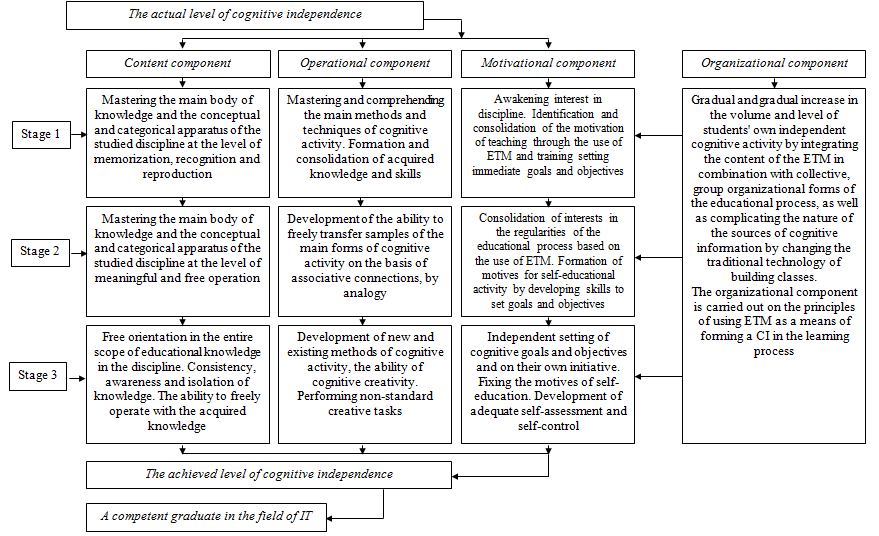 The actual level of cognitive independence
Content component
Operational component
Motivational component
Organizational component
Stage 1
Mastering the main body of
knowledge and the conceptual
and categorical apparatus of the
studied discipline at the level of
memorization, recognition and
reproduction
Mastering and comprehending
the main methods and
techniques of cognitive
activity. Formation and
consolidation of acquired
knowledge and skills
Awakening interest in
discipline. Identification and
consolidation of the motivation
of teaching through the use of
ETM and training setting
immediate goals and objectives
Gradual and gradual increase in
the volume and level of
students' own independent
cognitive activity by integrating
the content of the ETM in
combination with collective,
group organizational forms of
the educational process, as well
as complicating the nature of
the sources of cognitive
information by changing the
traditional technology of
building classes.
The organizational component
is carried out on the principles
of using ETM as a means of
forming a CI in the learning
process
Stage 2
Mastering the main body of
knowledge and the conceptual
and categorical apparatus of the
studied discipline at the level of
meaningful and free operation
Development of the ability to
freely transfer samples of the
main forms of cognitive
activity on the basis of
associative connections, by
analogy
Consolidation of interests in
the regularities of the
educational process based on
the use of ETM. Formation of
motives for self-educational
activity by developing skills to
set goals and objectives
Stage 3
Free orientation in the entire
scope of educational knowledge
in the discipline. Consistency,
awareness and isolation of
knowledge. The ability to freely
operate with the acquired
knowledge
Development of new and
existing methods of cognitive
activity, the ability of
cognitive creativity.
Performing non-standard
creative tasks
Independent setting of
cognitive goals and objectives
and on their own initiative.
Fixing the motives of self-
education. Development of
adequate self-assessment and
self-control
The achieved level of cognitive independence
A competent graduate in the field of IT